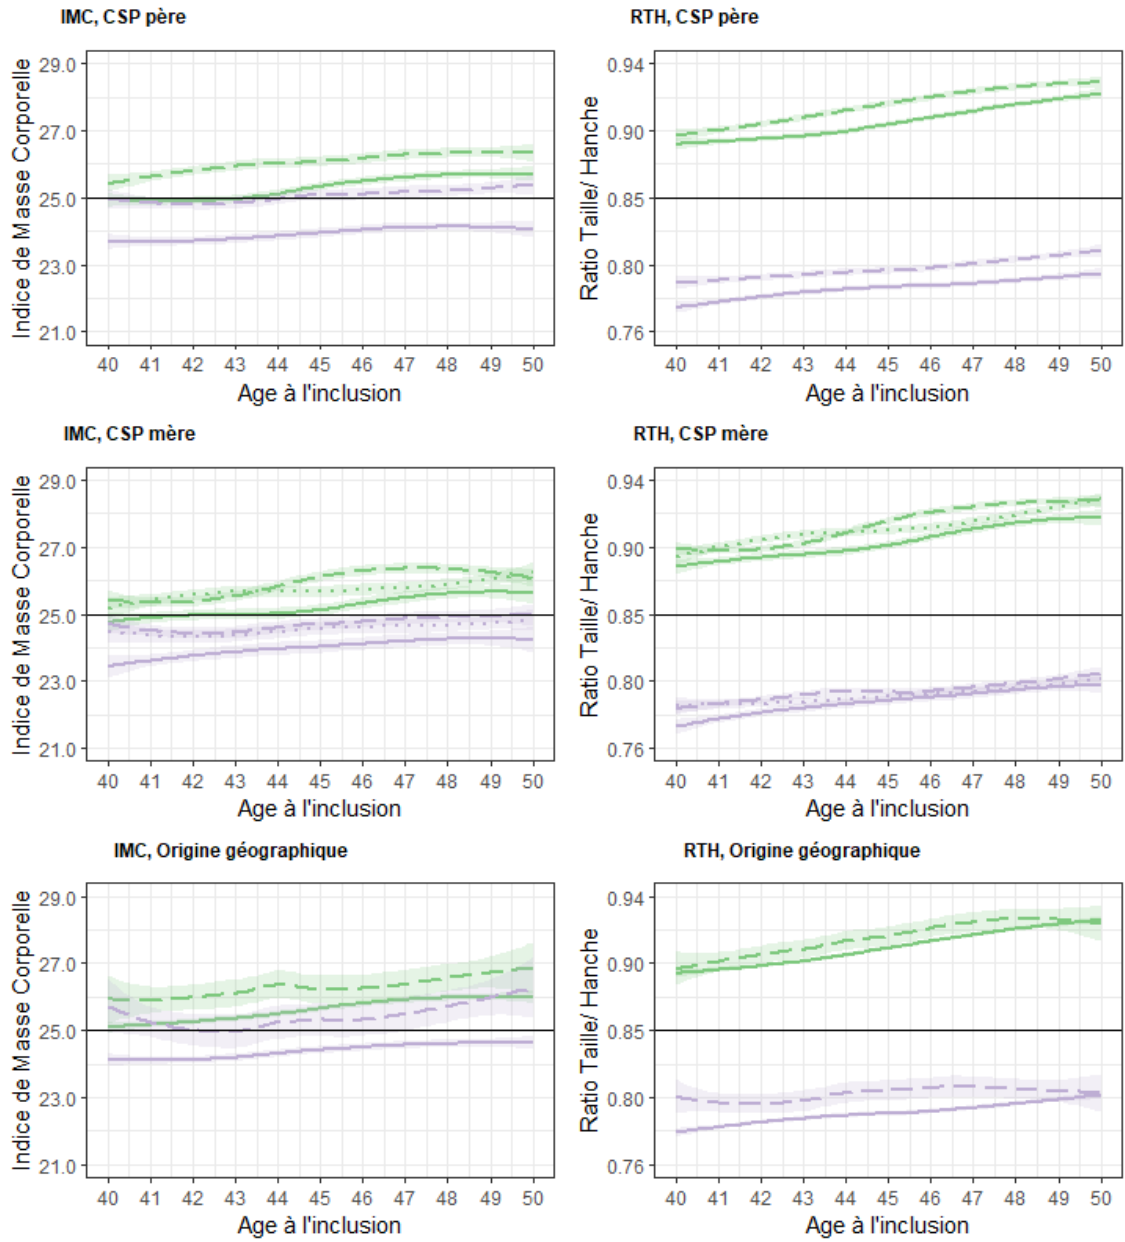 IMC, CSP père
RTH, CSP père
Indice de Masse Corporelle
29.0
27.0
25.0
23.0
21.0
40 41 42 43 44 45 46 47 48 49 50
Age à l'inclusion
Ratio Taille/ Hanche
0.94
0.90
0.85
0.80
0.76
40 41 42 43 44 45 46 47 48 49 50
Age à l'inclusion
IMC, CSP mère
RTH, CSP mère
Indice de Masse Corporelle
29.0
27.0
25.0
23.0
21.0
40 41 42 43 44 45 46 47 48 49 50
Age à l'inclusion
Ratio Taille/ Hanche
0.94
0.90
0.85
0.80
0.76
40 41 42 43 44 45 46 47 48 49 50
Age à l'inclusion
IMC, Origine géographique
RTH, Origine géographique
Indice de Masse Corporelle
29.0
27.0
25.0
23.0
21.0
40 41 42 43 44 45 46 47 48 49 50
Age à l'inclusion
Ratio Taille/ Hanche
0.94
0.90
0.85
0.80
0.76
40 41 42 43 44 45 46 47 48 49 50
Age à l'inclusion